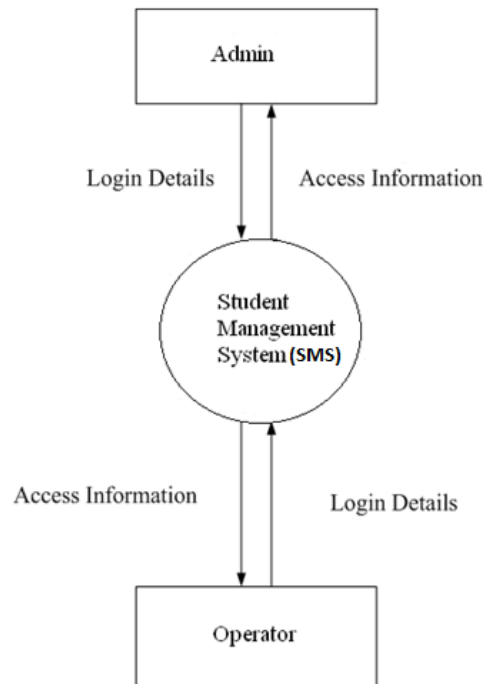 Admin
Login Details
Access Information
Student
Management
System (SMS)
Access Information
Login Details
Operator